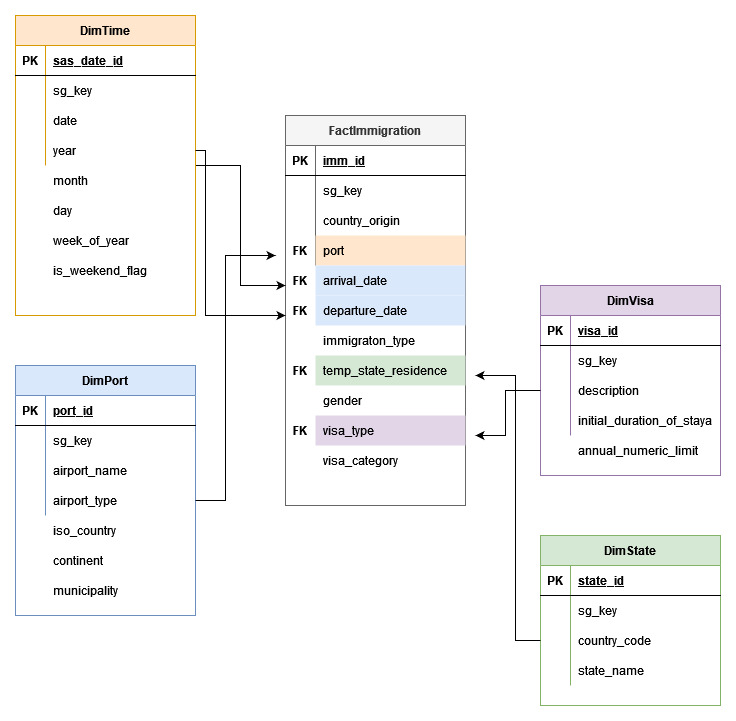 DimTime
PK sas_date_id
sg_key
date
year
month
day
week_of_year
is_weekend_flag
DimPort
PK port_id
sg_key
airport_name
airport_type
iso_country
continent
municipality
FactImmigration
PK imm_id
sg_key
country_origin
FK port
FK arrival_date
FK departure_date
immigraton_type
FK temp_state_residence
gender
FK visa_type
visa_category
DimVisa
PK visa_id
sg_key
description
initial_duration_of_staya
annual_numeric_limit
DimState
PK state_id
sg_key
country_code
state_name